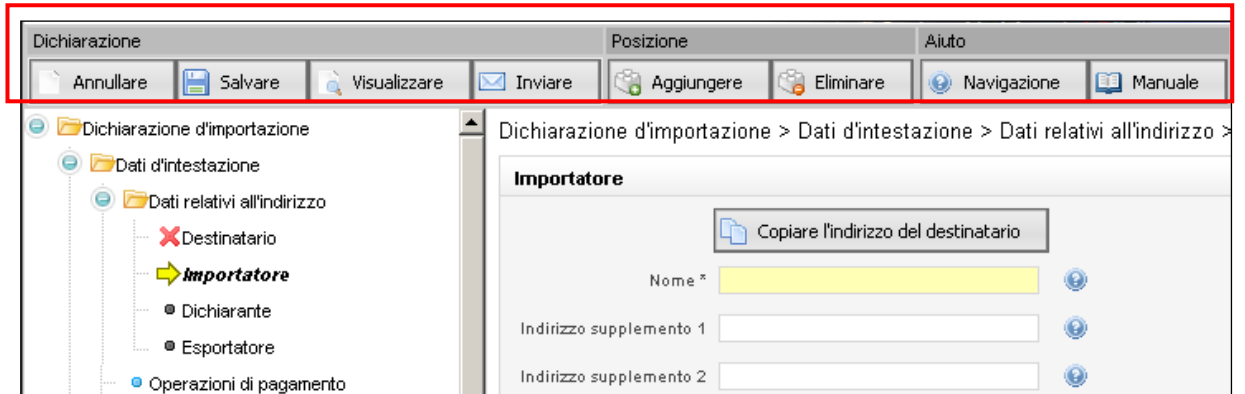 Dichiarazione Posizione Aiuto
Annullare Salvare Visualizzare Inviare Aggiungere Eliminare Navigazione Manuale
Dichiarazione d'importazione
Dati d'intestazione
Dati relativi all'indirizzo
Destinatario
Importatore
Dichiarante
Esportatore
Operazioni di pagamento
Dichiarazione d'importazione > Dati d'intestazione > Dati relativi all'indirizzo >
Importatore
Copiare l'indirizzo del destinatario
Nome *
Indirizzo supplemento 1
Indirizzo supplemento 2